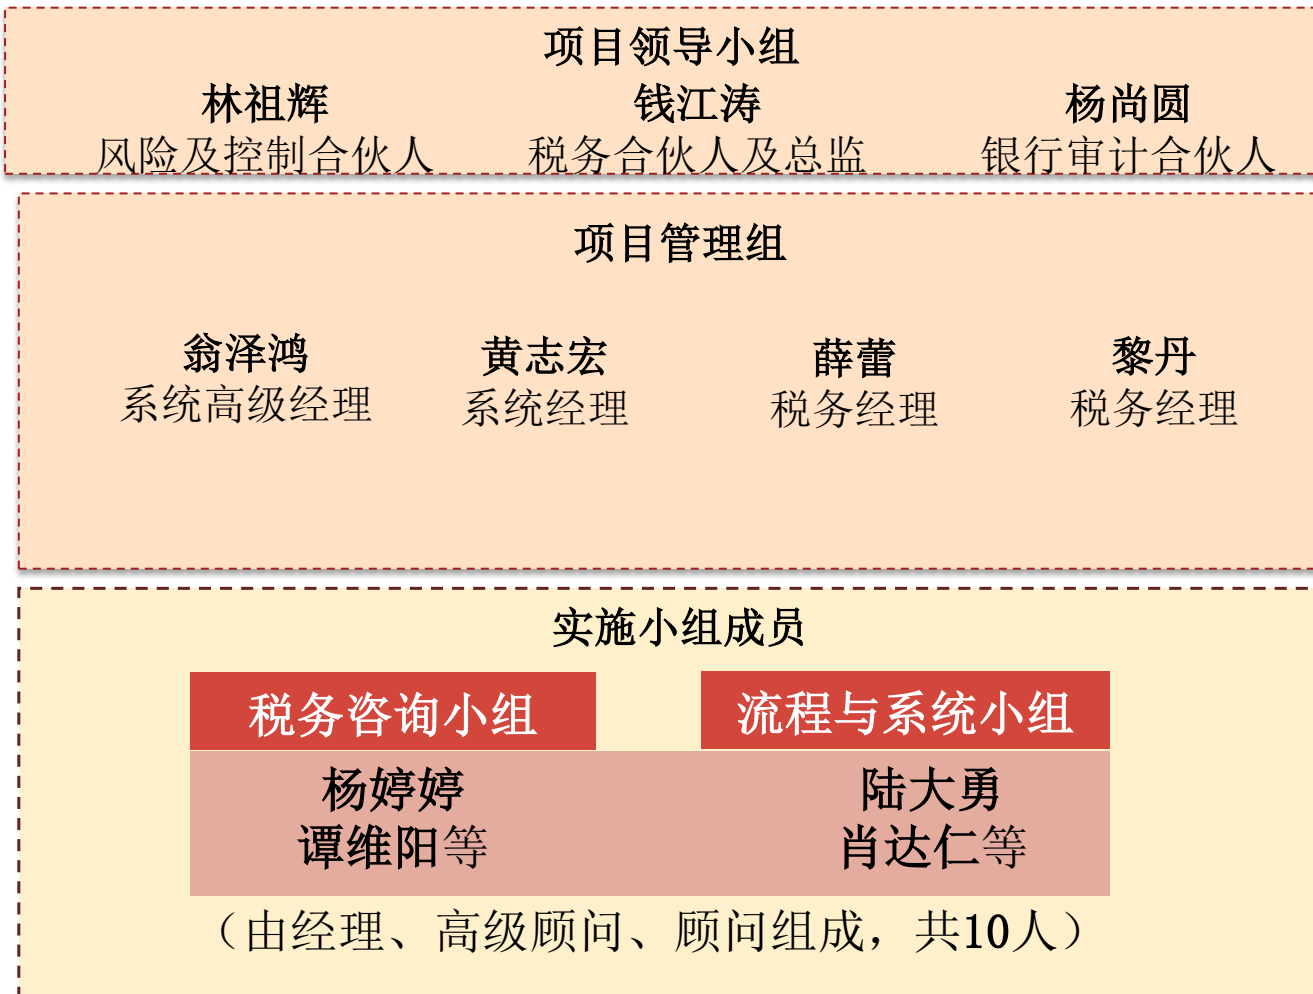 项目领导小组
林祖辉 钱江涛 杨尚圆
风险及控制合伙人 税务合伙人及总监 银行审计合伙人
项目管理组
翁泽鸿 黄志宏 薛蕾 黎丹
系统高级经理 系统经理 税务经理 税务经理
实施小组成员
税务咨询小组 流程与系统小组
杨婷婷 陆大勇
谭维阳等 肖达仁等
（由经理、高级顾问、顾问组成，共10人）